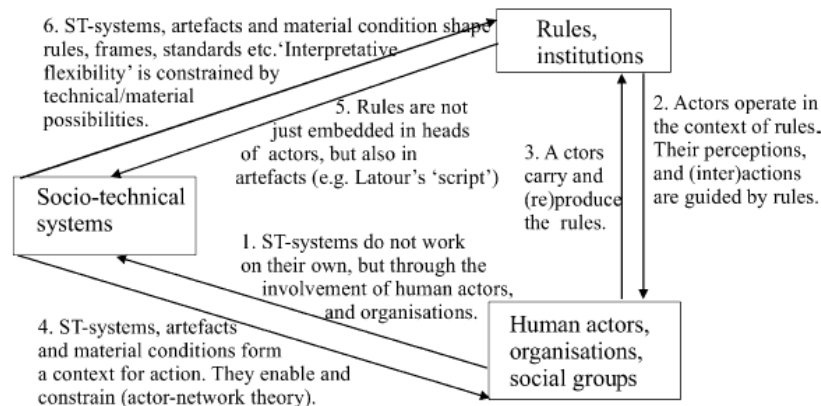 6. ST-systems, artefacts and material condition shape
rules, frames, standards etc.‘Interpretative
flexibility’ is constrained by
technical/material
possibilities.
Rules,
institutions
5. Rules are not
just embedded in heads
of actors, but also in
artefacts (e.g. Latour’s ‘script’)
3. A ctors
carry and
(re)produce
the rules.
2. Actors operate in
the context of rules.
Their perceptions,
and (inter)actions
are guided by rules.
Socio-technical
systems
1. ST-systems do not work
on their own, but through the
involvement of human actors,
and organisations.
4. ST-systems, artefacts
and material conditions form
a context for action. They enable and
constrain (actor-network theory).
Human actors,
organisations,
social groups